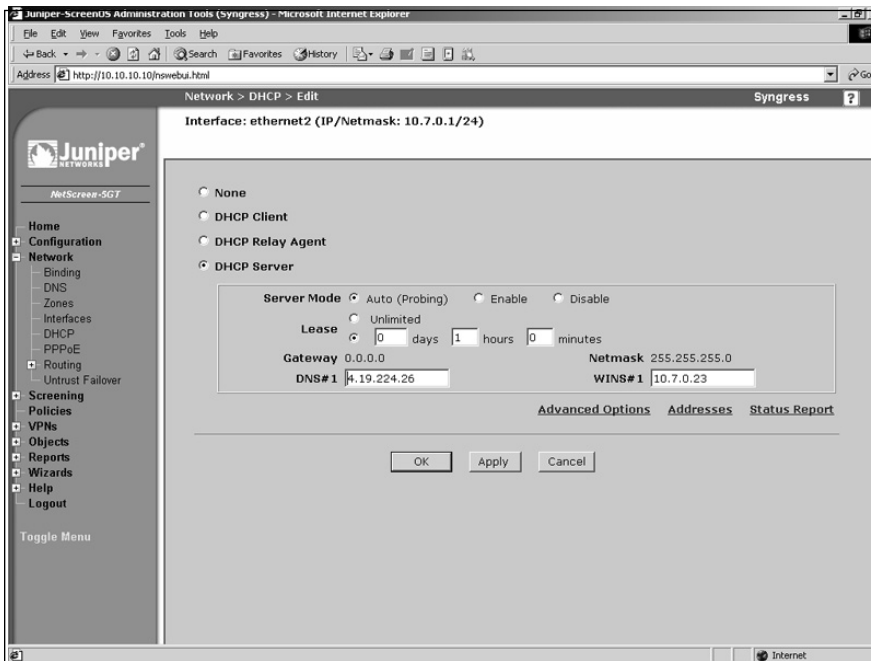 Juniper-ScreenOS Administration Tools (Syngress) - Microsoft Internet Explorer
File Edit View Favorites Tools Help
Back Search Favorites History
Address http://10.10.10.10/nswebui.html Go
Network > DHCP > Edit Syngress ?
Interface: ethernet2 (IP/Netmask: 10.7.0.1/24)
Juniper®
NETWORKS
NetScreen-5GT
Home
Configuration
Network
Binding
DNS
Zones
Interfaces
DHCP
PPPoE
Routing
Untrust Failover
Screening
Policies
VPNs
Objects
Reports
Wizards
Help
Logout
Toggle Menu
None
DHCP Client
DHCP Relay Agent
DHCP Server
Server Mode Auto (Probing) Enable Disable
Lease Unlimited
0 days 1 hours 0 minutes
Gateway 0.0.0.0 Netmask 255.255.255.0
DNS#1 4.19.224.26 WINS#1 10.7.0.23
Advanced Options Addresses Status Report
OK Apply Cancel
Internet